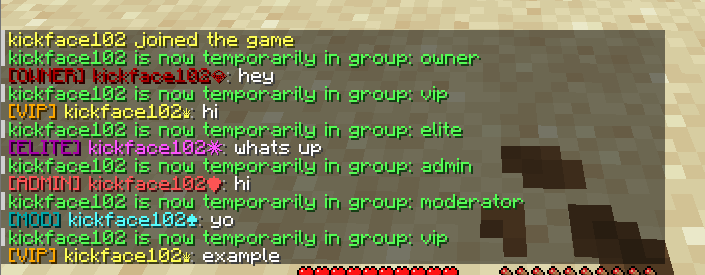 kickface102 joined the game
kickface102 is now temporarily in group: owner
[OWNER] kickface102: hey
kickface102 is now temporarily in group: vip
[VIP] kickface102♛: hi
kickface102 is now temporarily in group: elite
[ELITE] kickface102☀: whats up
kickface102 is now temporarily in group: admin
[ADMIN] kickface102: hi
kickface102 is now temporarily in group: moderator
[MOD] kickface102♠: yo
kickface102 is now temporarily in group: vip
[VIP] kickface102♛: example